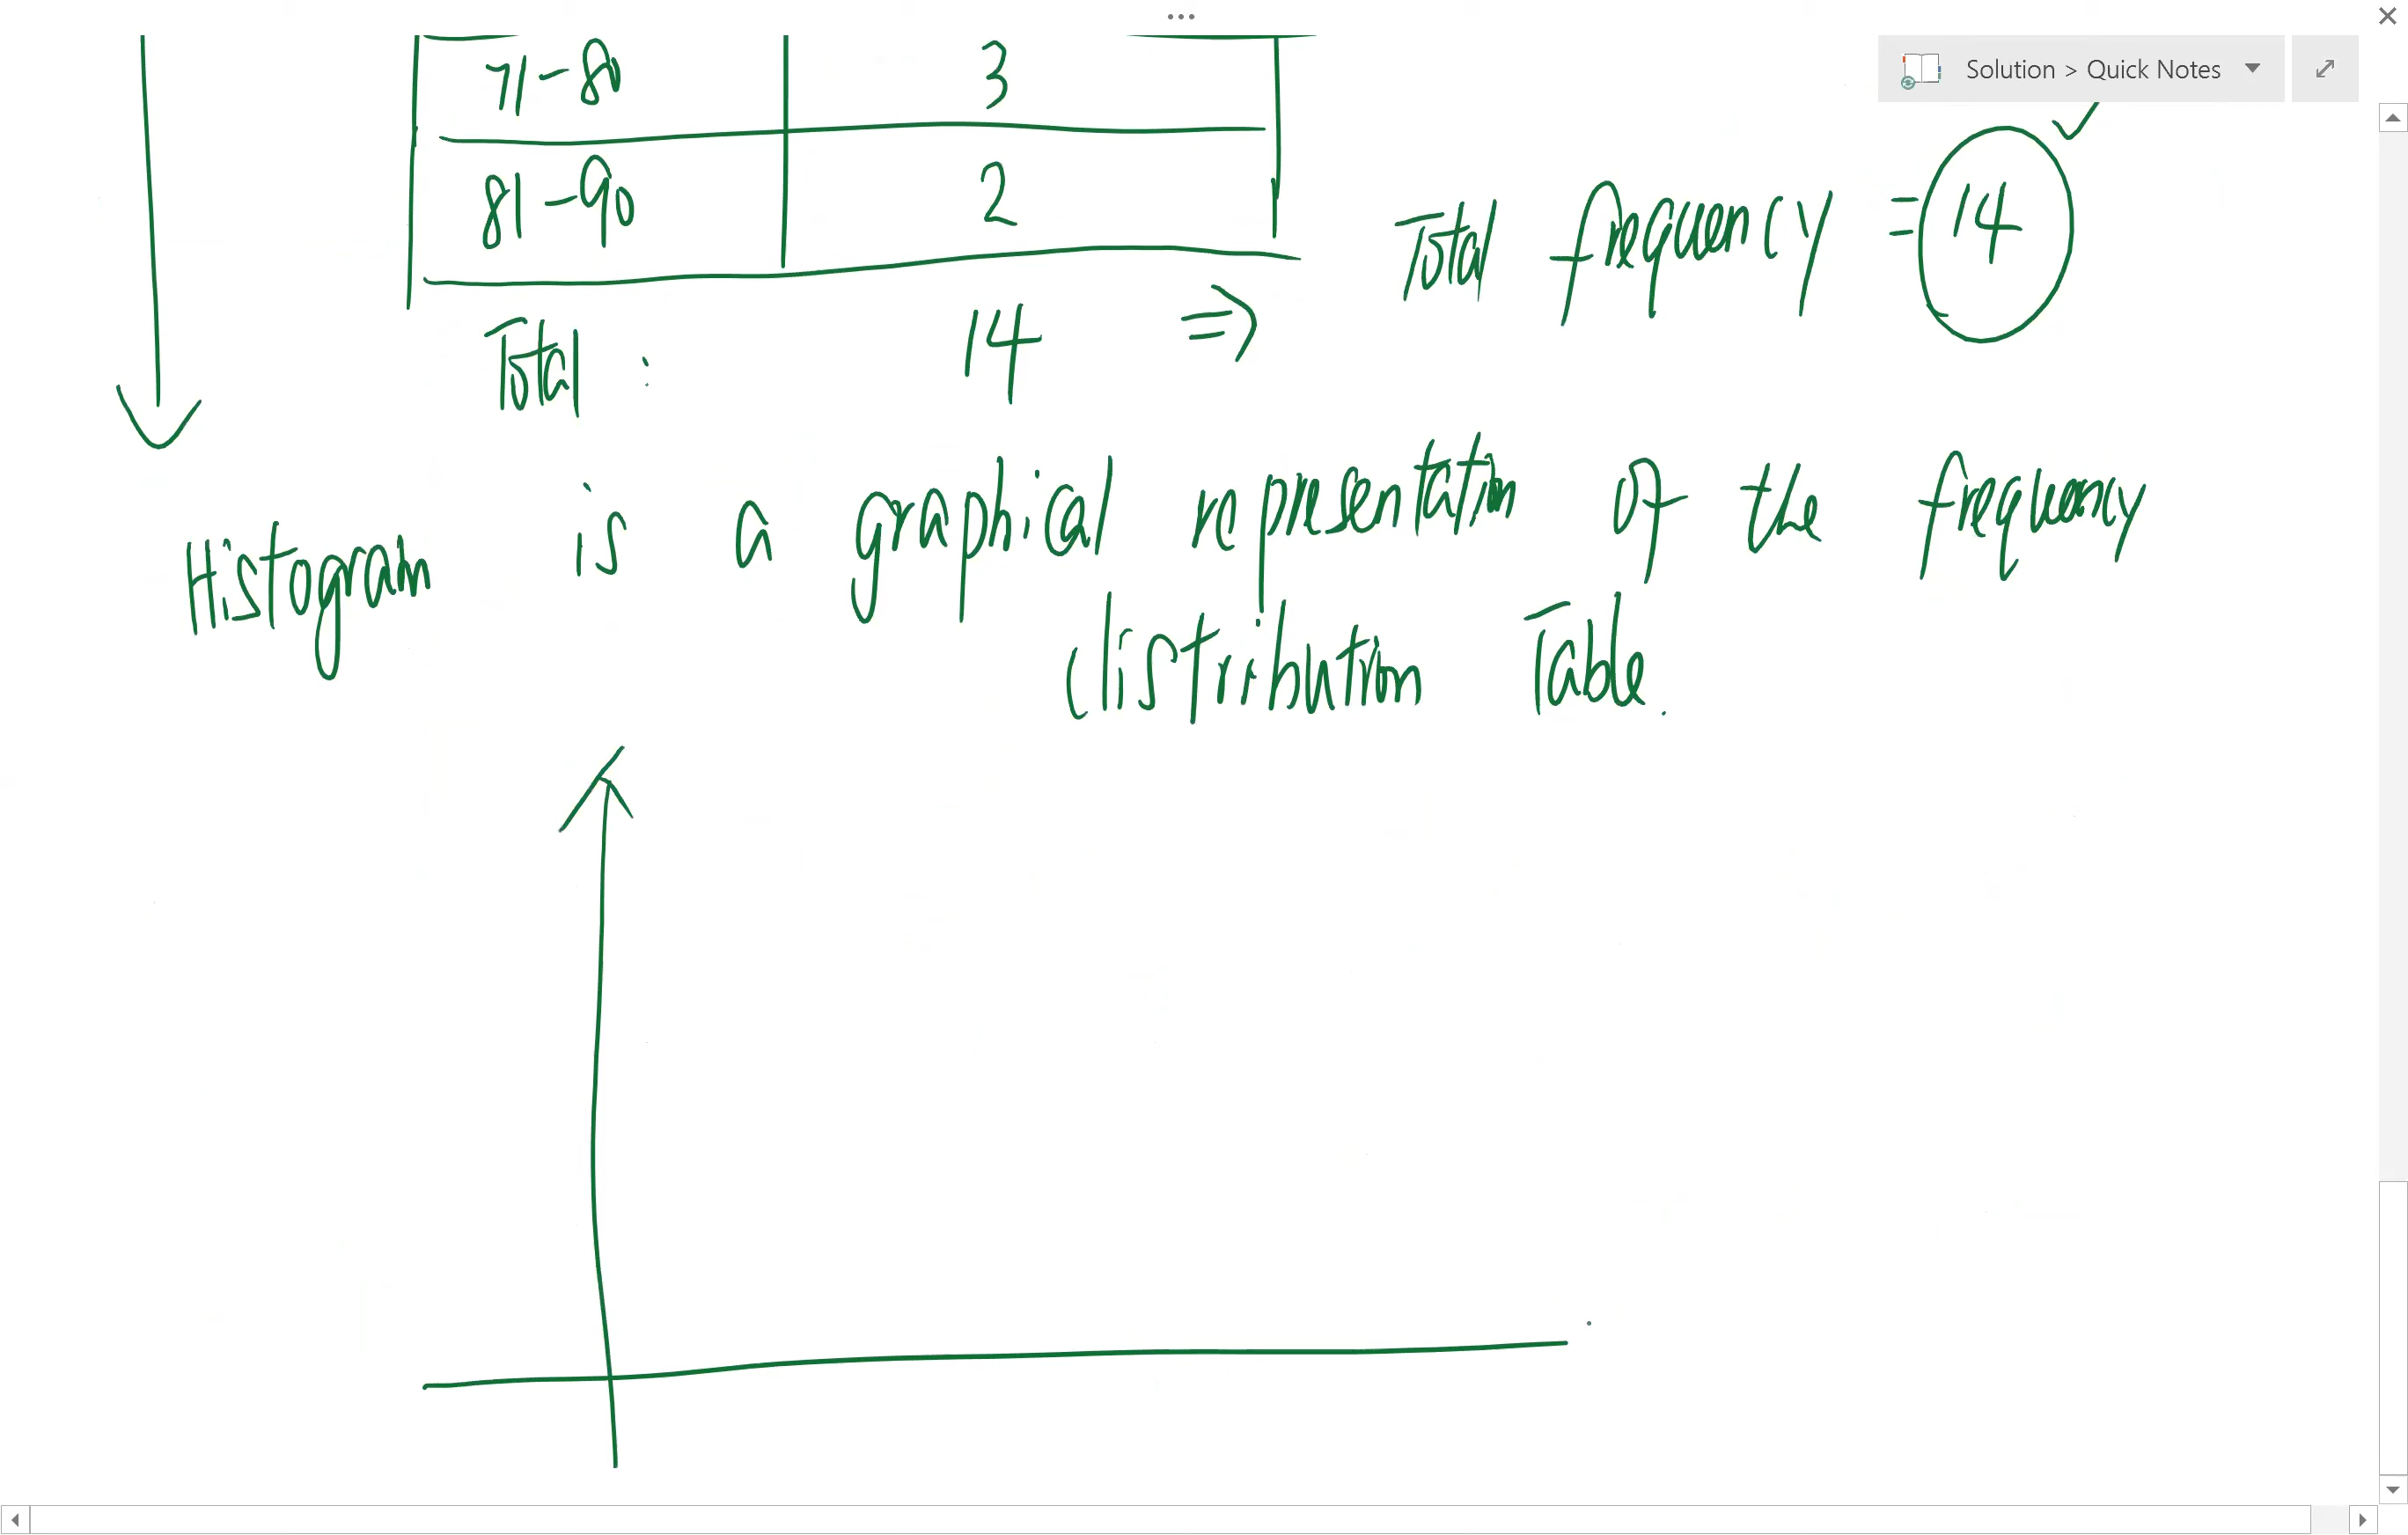 Solution > Quick Notes
71-80 3
81-90 2
Total frequency = 14
Total : 14 ⇒
Histogram is a graphical representation of the frequency
distribution Table.